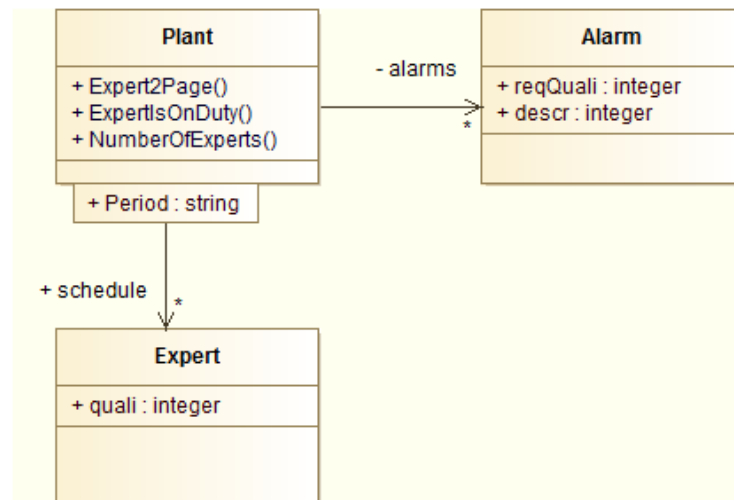 Plant
+ Expert2Page()
+ ExpertIsOnDuty()
+ NumberOfExperts()
+ Period : string
- alarms
*
Alarm
+ reqQuali : integer
+ descr : integer
+ schedule
*
Expert
+ quali : integer